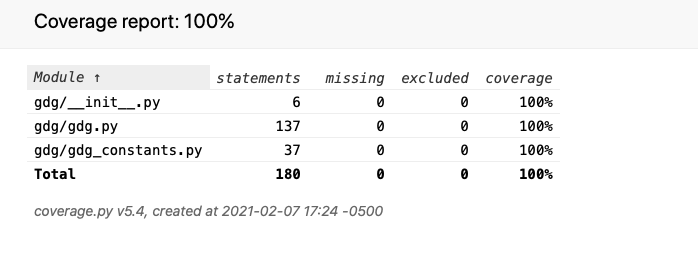 Coverage report: 100%
Module ↑ statements missing excluded coverage
gdg/__init__.py 6 0 0 100%
gdg/gdg.py 137 0 0 100%
gdg/gdg_constants.py 37 0 0 100%
Total 180 0 0 100%
coverage.py v5.4, created at 2021-02-07 17:24 -0500